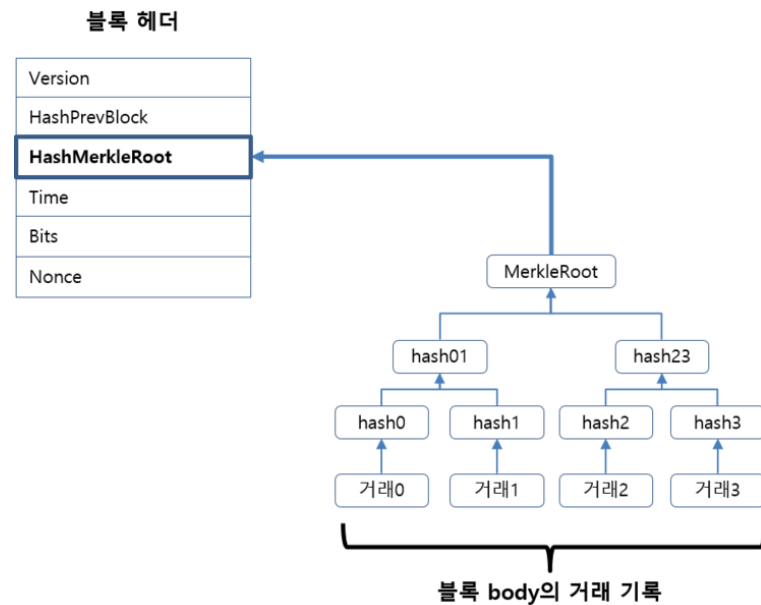 블록 헤더
Version
HashPrevBlock
HashMerkleRoot
Time
Bits
Nonce
MerkleRoot
hash01 hash23
hash0 hash1 hash2 hash3
거래0 거래1 거래2 거래3
블록 body의 거래 기록